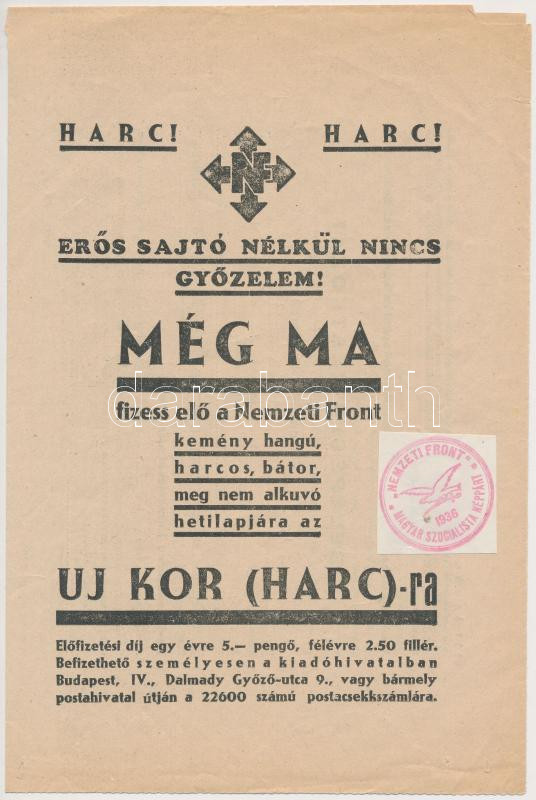 HARC! HARC!
NF
ERŐS SAJTÓ NÉLKÜL NINCS
GYŐZELEM!
MÉG MA
darabanth
fizess elő a Nemzeti Front
kemény hangú,
harcos, bátor,
meg nem alkuvó
hetilapjára az
"NEMZETI FRONT"
1936
MAGYAR SZOCIALISTA NÉPPÁRT
UJ KOR (HARC)-ra
Előfizetési díj egy évre 5.— pengő, félévre 2.50 fillér.
Befizethető személyesen a kiadóhivatalban
Budapest, IV., Dalmady Győző-utca 9., vagy bármely
postahivatal útján a 22600 számú postacsekkszámlára.